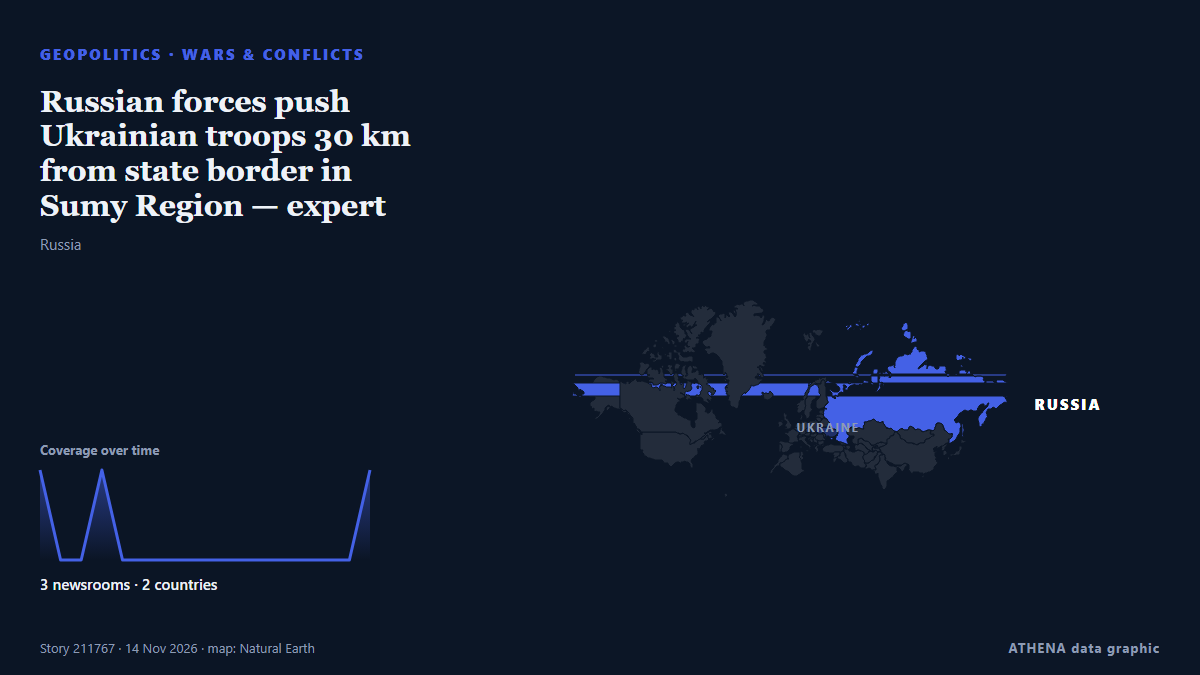 GEOPOLITICS · WARS & CONFLICTS
Russian forces push
Ukrainian troops 30 km
from state border in
Sumy Region — expert
Russia
RUSSIA
UKRAINE
Coverage over time
3 newsrooms · 2 countries
Story 211767 · 14 Nov 2026 · map: Natural Earth
ATHENA data graphic